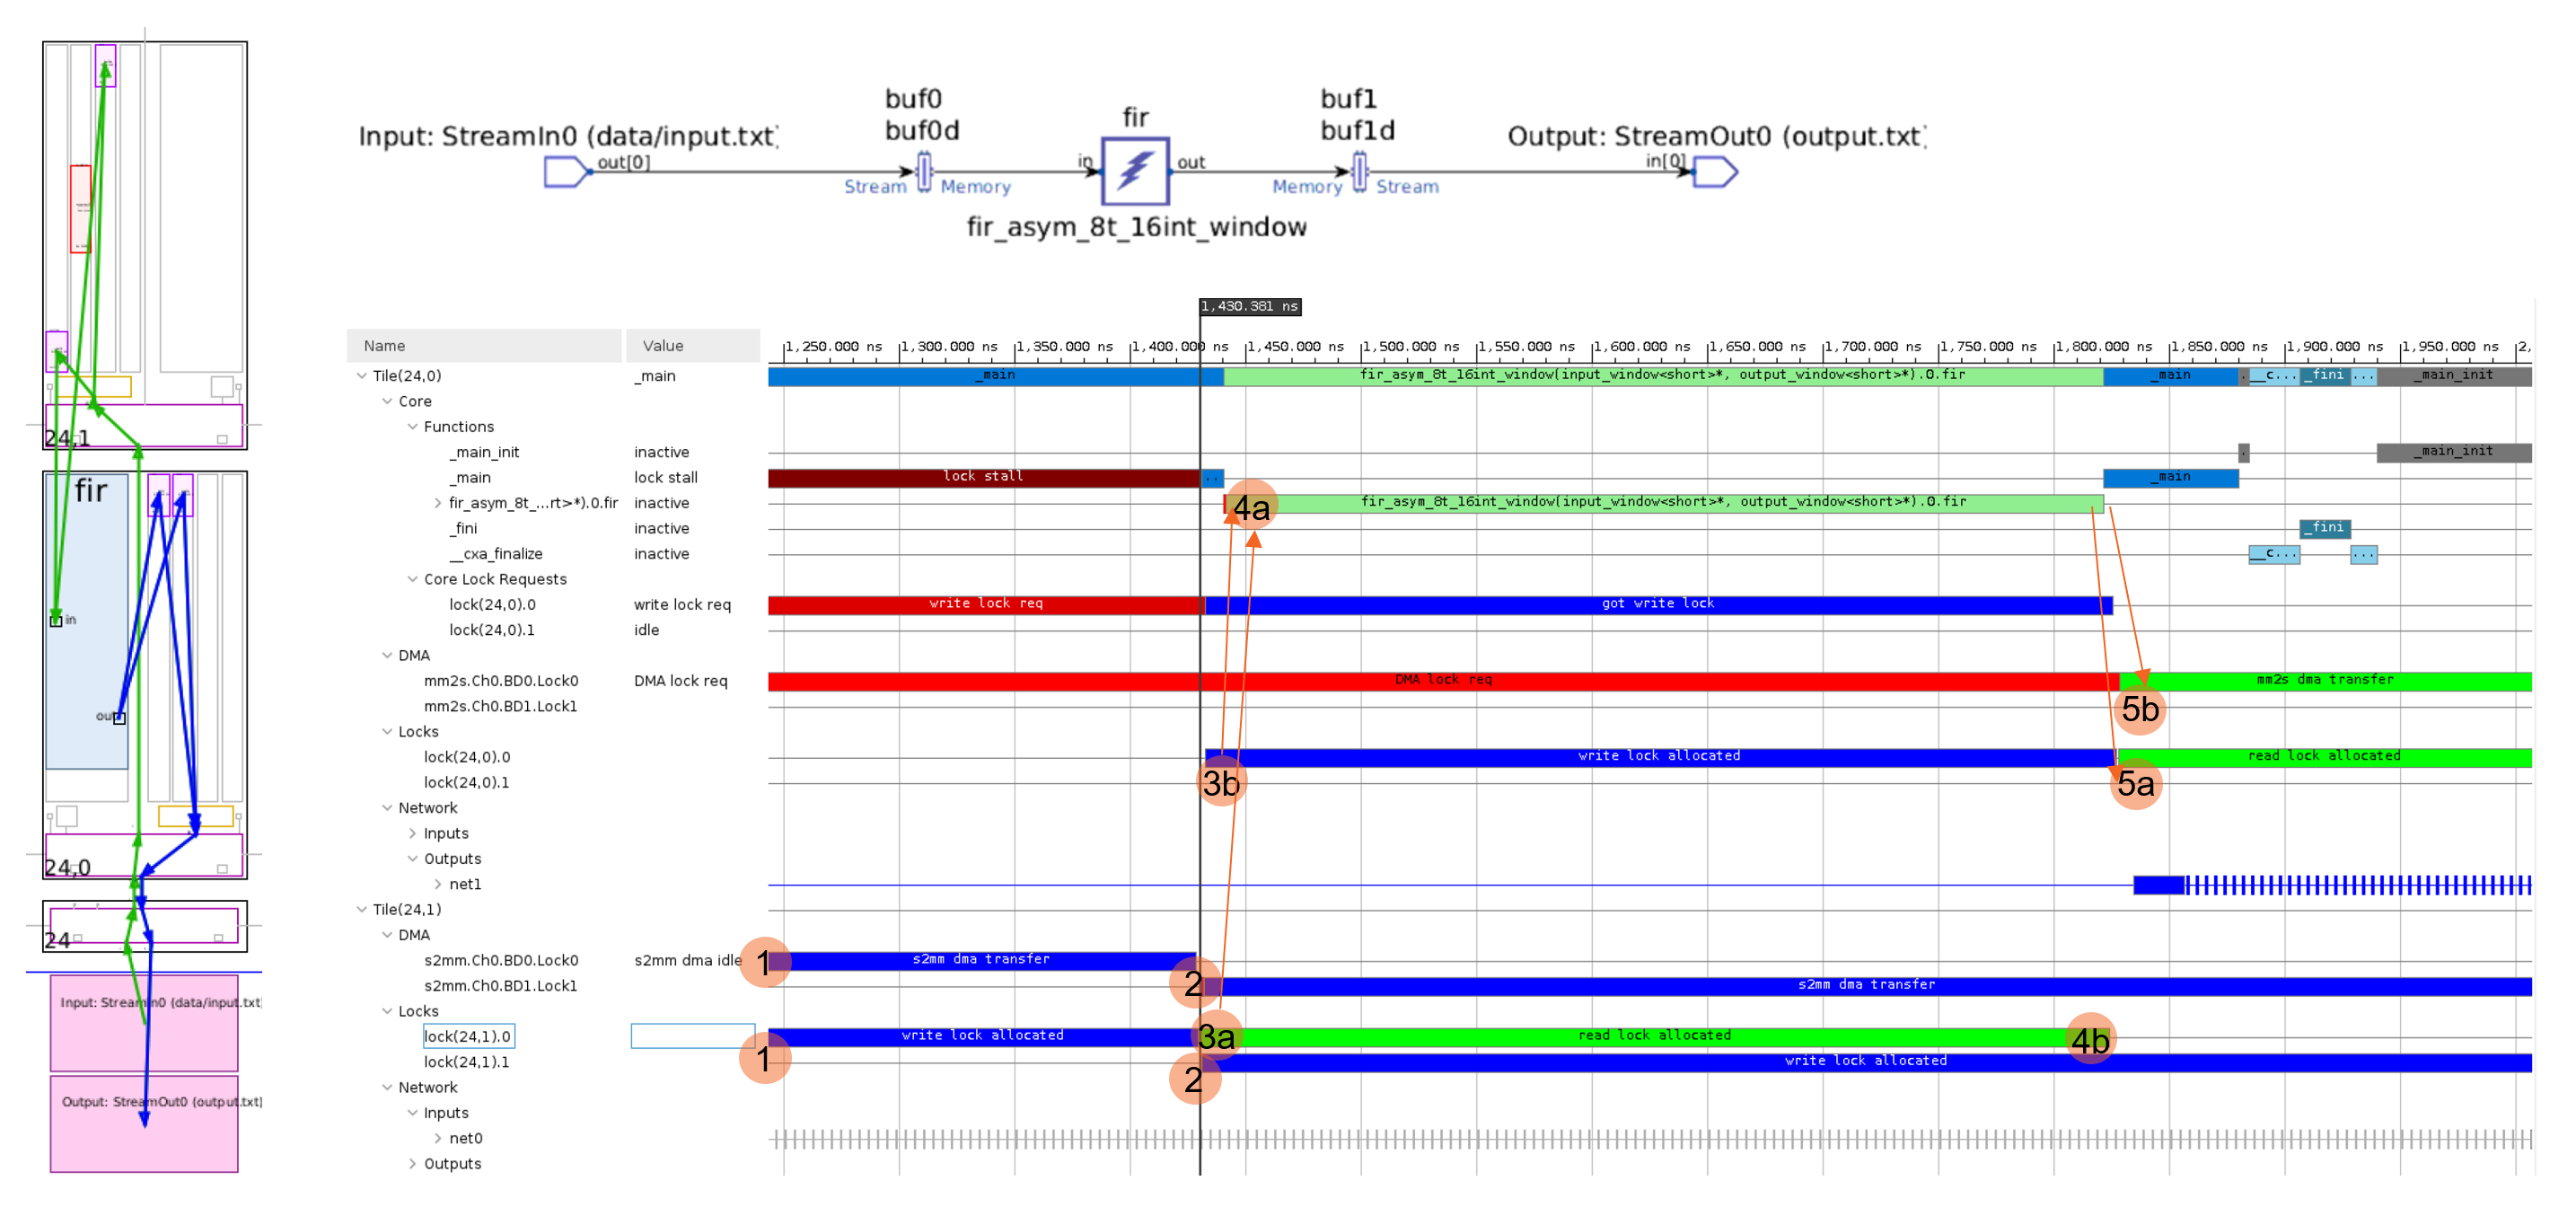 24,1
fir
in
out
24,0
24
Input: StreamIn0 (data/input.txt
Output: StreamOut0 (output.txt)
buf0
buf0d
fir
buf1
buf1d
Input: StreamIn0 (data/input.txt)
out[0]
Stream
Memory
in
out
Memory
Stream
Output: StreamOut0 (output.txt)
in[0]
fir_asym_8t_16int_window
1,430.381 ns
Name Value 1,250.000 ns 1,300.000 ns 1,350.000 ns 1,400.000 ns 1,450.000 ns 1,500.000 ns 1,550.000 ns 1,600.000 ns 1,650.000 ns 1,700.000 ns 1,750.000 ns 1,800.000 ns 1,850.000 ns 1,900.000 ns 1,950.000 ns 2,
Tile(24,0) _main _main fir_asym_8t_16int_window(input_window<short>*, output_window<short>*).0.fir _main . __c... _fini ... _main_init
Core
Functions
_main_init inactive . _main_init
_main lock stall lock stall .. _main
fir_asym_8t_...rt>*).0.fir inactive 4a fir_asym_8t_16int_window(input_window<short>*, output_window<short>*).0.fir
_fini inactive _fini
__cxa_finalize inactive __c... ...
Core Lock Requests
lock(24,0).0 write lock req write lock req got write lock
lock(24,0).1 idle
DMA
mm2s.Ch0.BD0.Lock0 DMA lock req DMA lock req mm2s dma transfer
mm2s.Ch0.BD1.Lock1 5b
Locks
lock(24,0).0 write lock allocated read lock allocated
lock(24,0).1 3b 5a
Network
Inputs
Outputs
net1
Tile(24,1)
DMA
s2mm.Ch0.BD0.Lock0 s2mm dma idle 1 s2mm dma transfer
s2mm.Ch0.BD1.Lock1 2 s2mm dma transfer
Locks
lock(24,1).0 write lock allocated 3a read lock allocated 4b
lock(24,1).1 1 2 write lock allocated
Network
Inputs
net0
Outputs